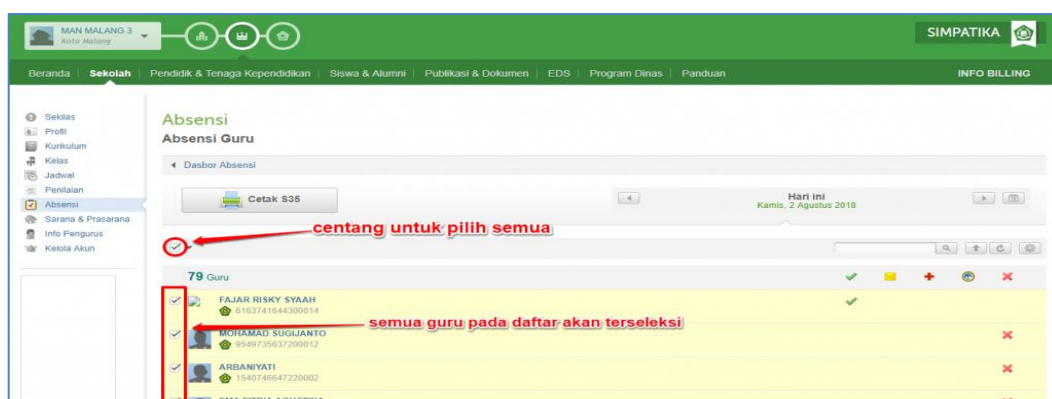 MAN MALANG 3
Kota Malang
SIMPATIKA
Beranda
Sekolah
Pendidik & Tenaga Kependidikan
Siswa & Alumni
Publikasi & Dokumen
EDS
Program Dinas
Panduan
INFO BILLING
Sekilas
Profil
Kurikulum
Kelas
Jadwal
Penilaian
Absensi
Sarana & Prasarana
Info Pengurus
Kelola Akun
Absensi
Absensi Guru
Dasbor Absensi
Cetak S35
Hari ini
Kamis, 2 Agustus 2018
centang untuk pilih semua
79 Guru
FAJAR RISKY SYAAH
6163741644300014
semua guru pada daftar akan terseleksi
MOHAMAD SUGIJANTO
9549735637200012
ARBANIYATI
1540746647220002